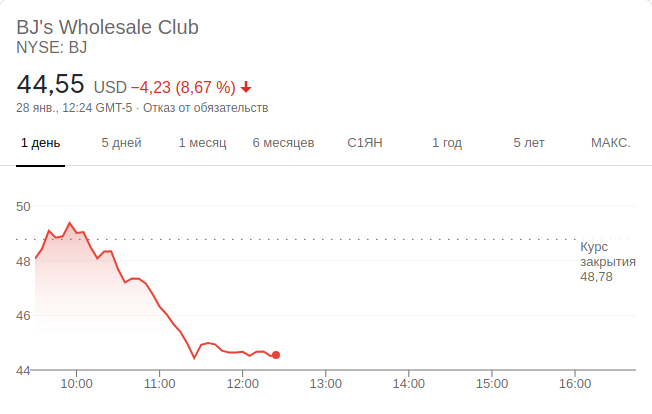 BJ's Wholesale Club
NYSE: BJ
44,55 USD −4,23 (8,67 %)
28 янв., 12:24 GMT-5 · Отказ от обязательств
1 день 5 дней 1 месяц 6 месяцев С1ЯН 1 год 5 лет МАКС.
50
48
46
44
Курс
закрытия
48,78
10:00 11:00 12:00 13:00 14:00 15:00 16:00